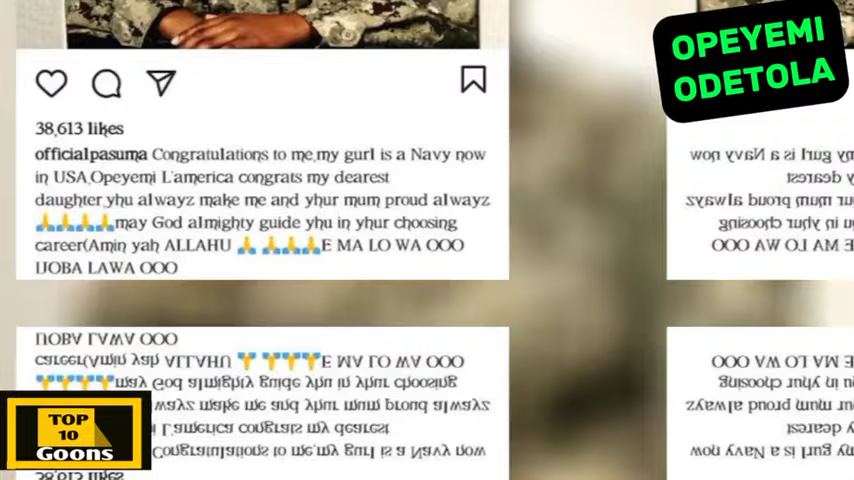 OPEYEMI
ODETOLA
38,613 likes
officialpasuma Congratulations to me,my gurl is a Navy now
in USA,Opeyemi L'america congrats my dearest
daughter,yhu alwayz make me and yhur mum proud alwayz
🙏🙏🙏🙏may God almighty guide yhu in yhur choosing
career(Amin yah ALLAHU 🙏 🙏🙏🙏E MA LO WA OOO
IJOBA LAWA OOO
TOP
10
Goons